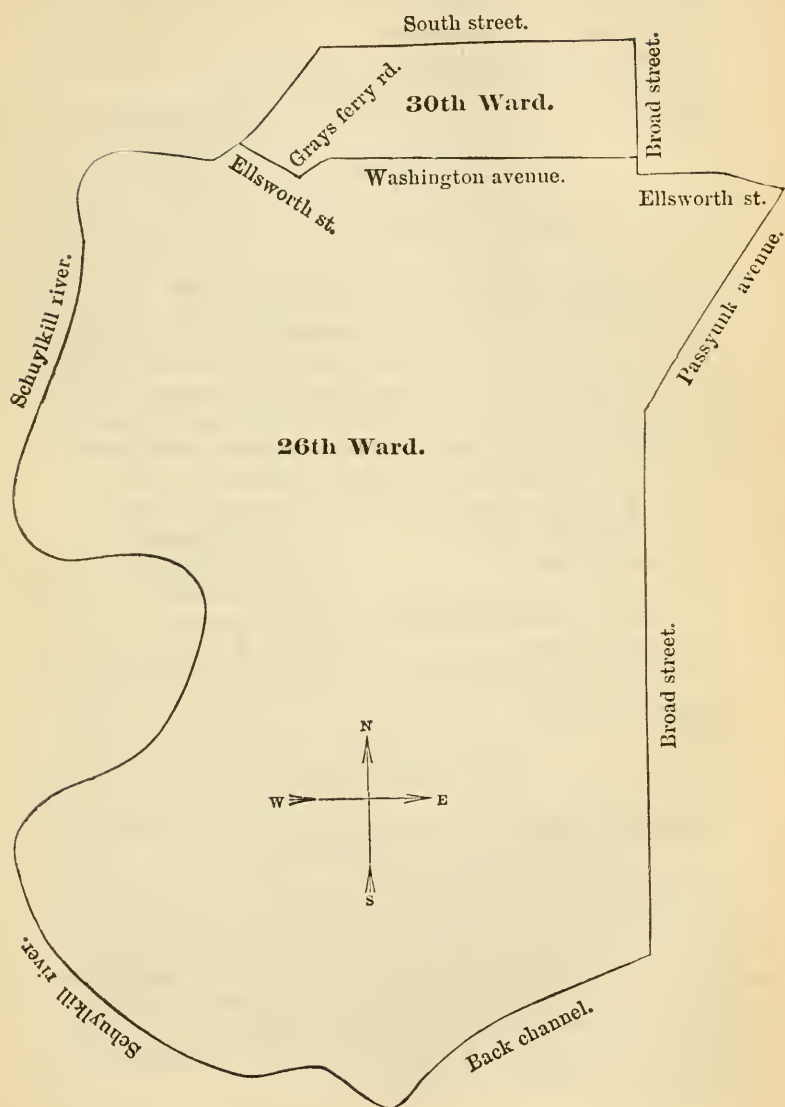 South street.
Grays ferry rd.
30th Ward.
Broad street.
Ellsworth st.
Washington avenue.
Ellsworth st.
Schuylkill river.
Passyunk avenue.
26th Ward.
Broad street.
N
W
E
S
Schuylkill river.
Back channel.